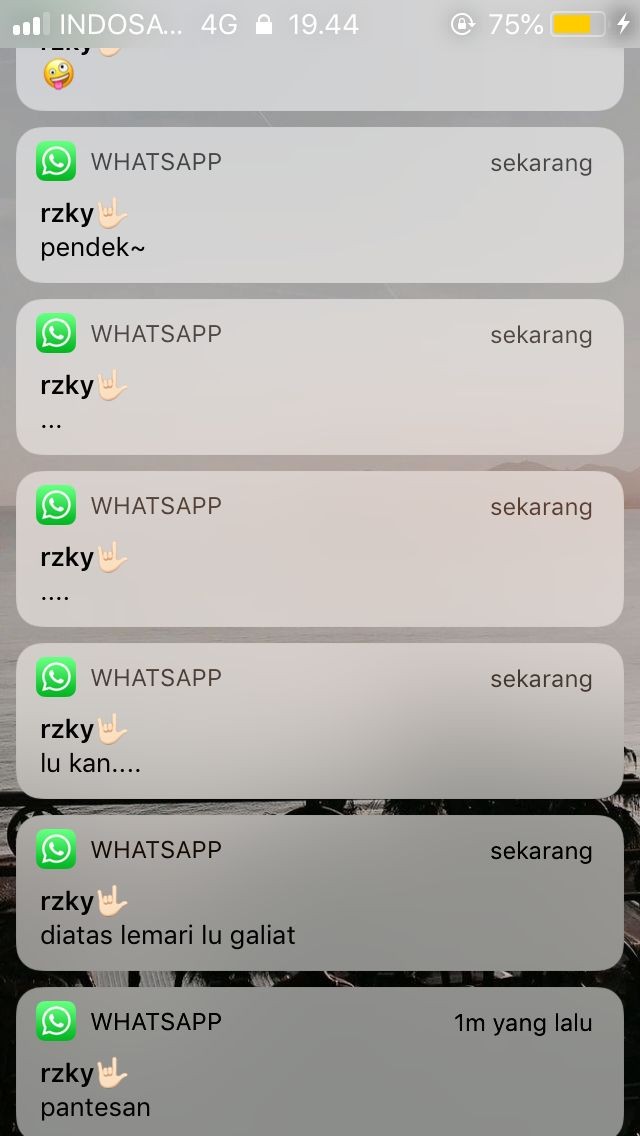 INDOSA... 4G 19.44 75%
rzky🤟🏻
🤪
WHATSAPP sekarang
rzky🤟🏻
pendek~
WHATSAPP sekarang
rzky🤟🏻
...
WHATSAPP sekarang
rzky🤟🏻
....
WHATSAPP sekarang
rzky🤟🏻
lu kan....
WHATSAPP sekarang
rzky🤟🏻
diatas lemari lu galiat
WHATSAPP 1m yang lalu
rzky🤟🏻
pantesan